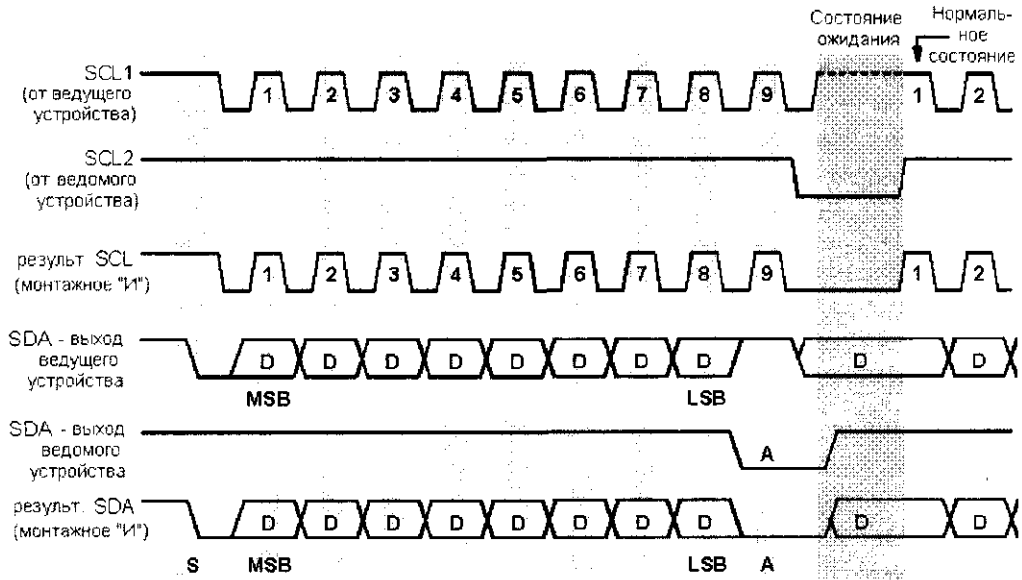 Состояние
ожидания
Нормаль-
ное
состояние
SCL1
(от ведущего
устройства)
1 2 3 4 5 6 7 8 9 1 2
SCL2
(от ведомого
устройства)
результ. SCL
(монтажное "И")
1 2 3 4 5 6 7 8 9 1 2
SDA - выход
ведущего
устройства
D D D D D D D D D D
MSB LSB
SDA - выход
ведомого
устройства
A
результ. SDA
(монтажное "И")
D D D D D D D D D D
S MSB LSB A